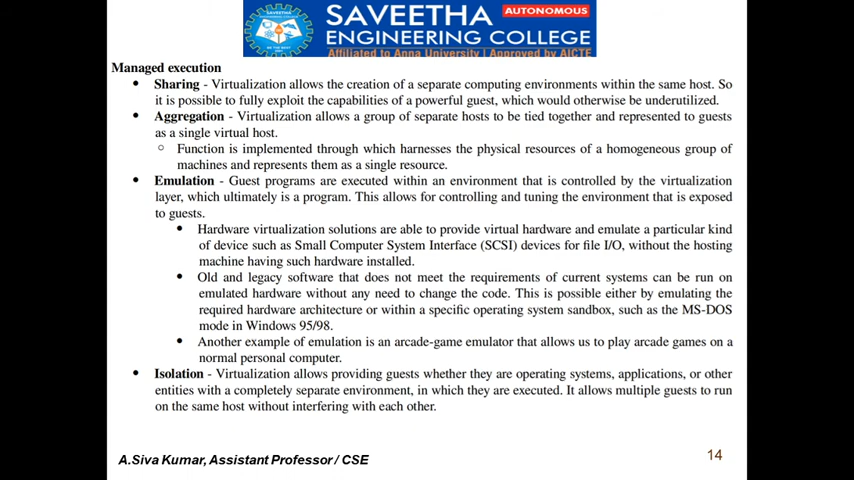 SAVEETHA
AUTONOMOUS
ENGINEERING COLLEGE
Affiliated to Anna University | Approved by AICTE
Managed execution
• Sharing - Virtualization allows the creation of a separate computing environments within the same host. So
it is possible to fully exploit the capabilities of a powerful guest, which would otherwise be underutilized.
• Aggregation - Virtualization allows a group of separate hosts to be tied together and represented to guests
as a single virtual host.
○ Function is implemented through which harnesses the physical resources of a homogeneous group of
machines and represents them as a single resource.
• Emulation - Guest programs are executed within an environment that is controlled by the virtualization
layer, which ultimately is a program. This allows for controlling and tuning the environment that is exposed
to guests.
• Hardware virtualization solutions are able to provide virtual hardware and emulate a particular kind
of device such as Small Computer System Interface (SCSI) devices for file I/O, without the hosting
machine having such hardware installed.
• Old and legacy software that does not meet the requirements of current systems can be run on
emulated hardware without any need to change the code. This is possible either by emulating the
required hardware architecture or within a specific operating system sandbox, such as the MS-DOS
mode in Windows 95/98.
• Another example of emulation is an arcade-game emulator that allows us to play arcade games on a
normal personal computer.
• Isolation - Virtualization allows providing guests whether they are operating systems, applications, or other
entities with a completely separate environment, in which they are executed. It allows multiple guests to run
on the same host without interfering with each other.
A.Siva Kumar, Assistant Professor / CSE
14